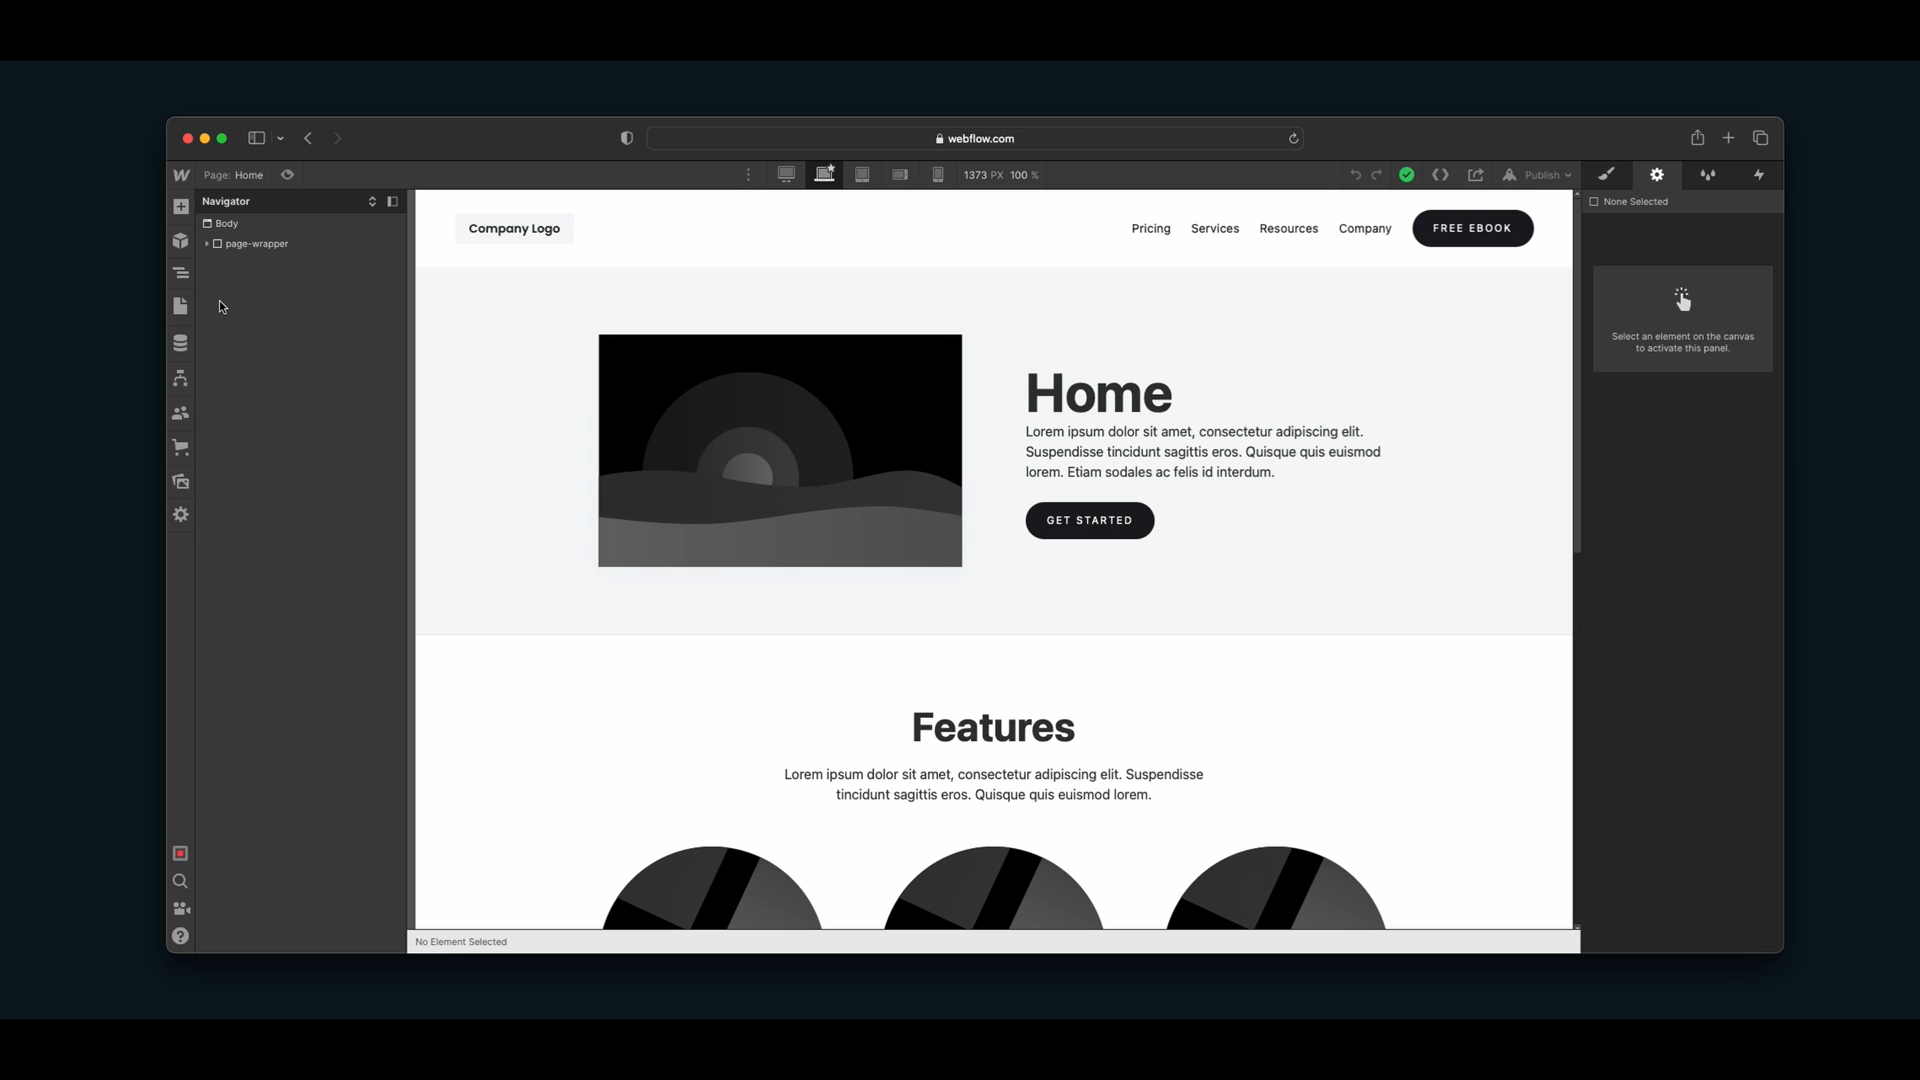 webflow.com
Page: Home
1373 PX 100 %
Publish
Navigator
Body
page-wrapper
None Selected
Select an element on the canvas
to activate this panel.
Company Logo
Pricing
Services
Resources
Company
FREE EBOOK
Home
Lorem ipsum dolor sit amet, consectetur adipiscing elit.
Suspendisse tincidunt sagittis eros. Quisque quis euismod
lorem. Etiam sodales ac felis id interdum.
GET STARTED
Features
Lorem ipsum dolor sit amet, consectetur adipiscing elit. Suspendisse
tincidunt sagittis eros. Quisque quis euismod lorem.
No Element Selected